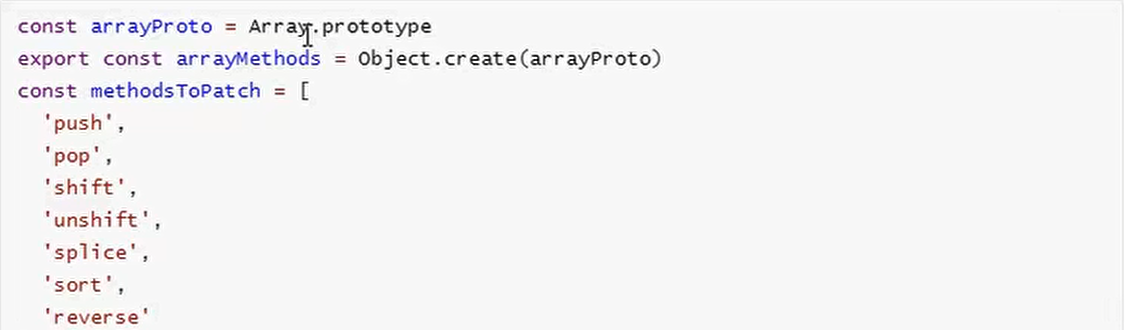 const arrayProto = Array.prototype
export const arrayMethods = Object.create(arrayProto)
const methodsToPatch = [
'push',
'pop',
'shift',
'unshift',
'splice',
'sort',
'reverse'